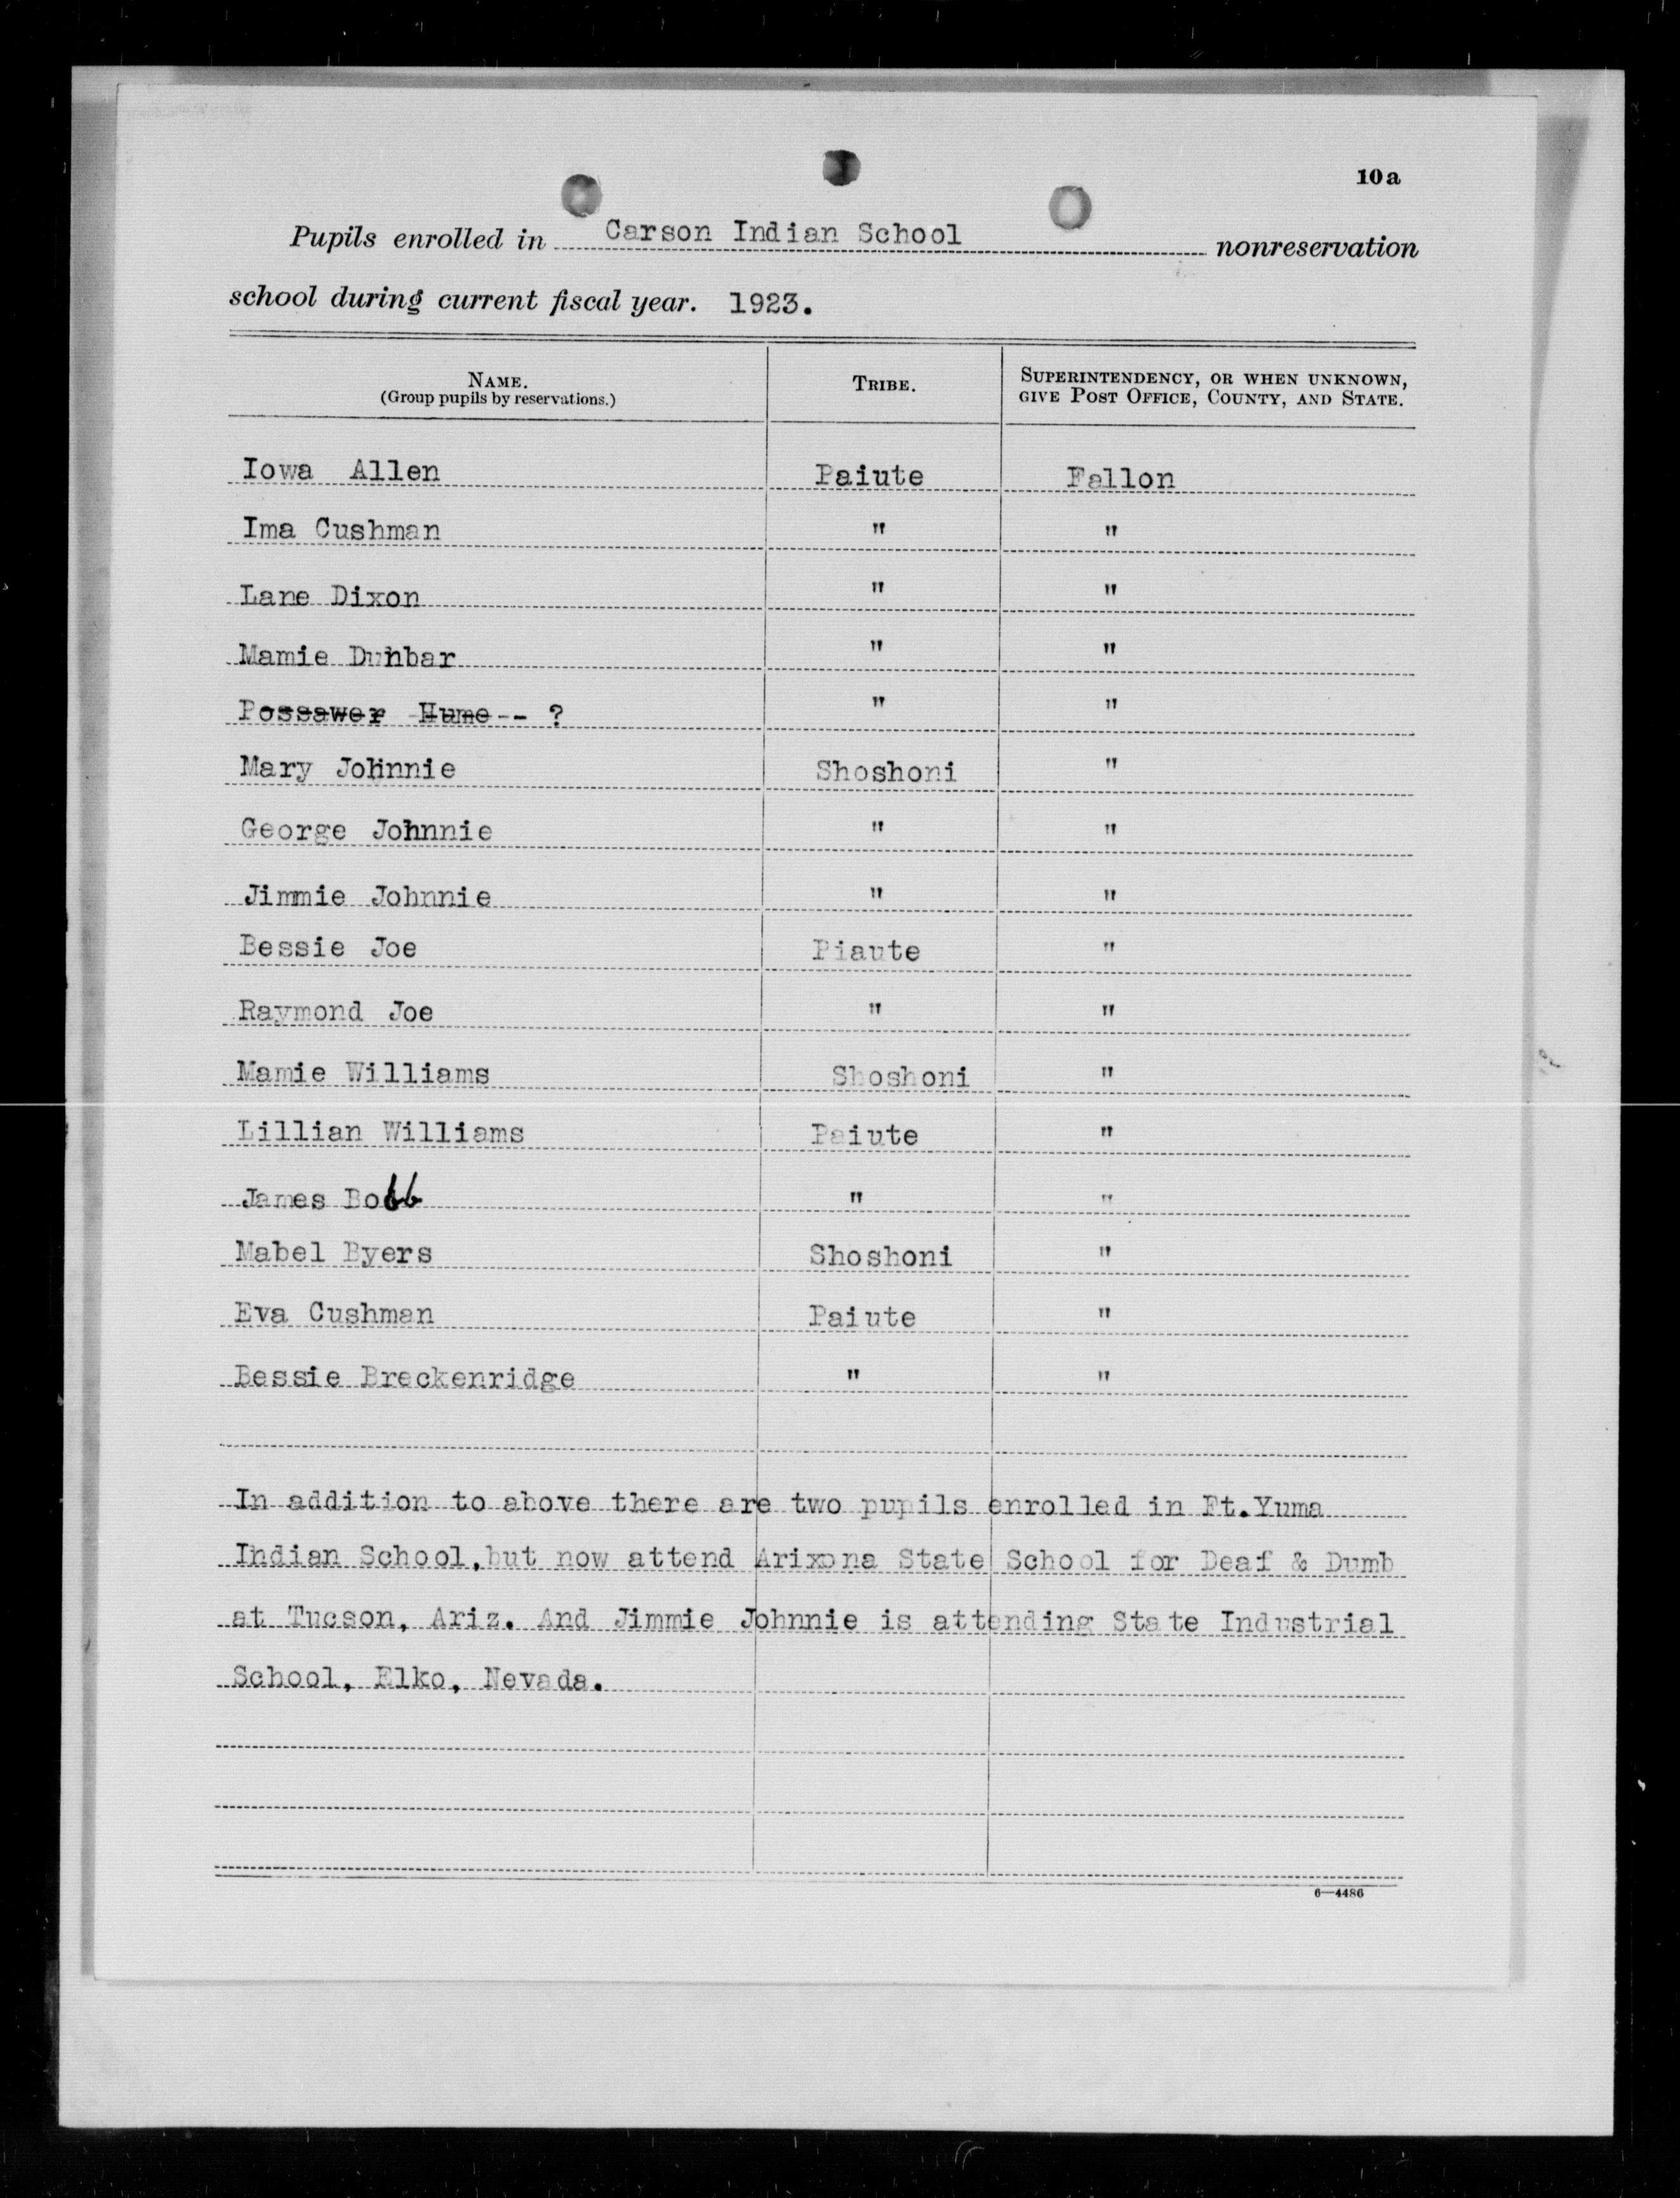 10a
Pupils enrolled in Carson Indian School nonreservation
school during current fiscal year. 1923.
NAME. TRIBE. SUPERINTENDENCY, OR WHEN UNKNOWN,
(Group pupils by reservations.) GIVE POST OFFICE, COUNTY, AND STATE.
Iowa Allen Paiute Fallon
Ima Cushman " "
Lane Dixon " "
Mamie Dunbar " "
Possawer Hume -- ? " "
Mary Johnnie Shoshoni "
George Johnnie " "
Jimmie Johnnie " "
Bessie Joe Piaute "
Raymond Joe " "
Mamie Williams Shoshoni "
Lillian Williams Paiute "
James Bobb " "
Mabel Byers Shoshoni "
Eva Cushman Paiute "
Bessie Breckenridge " "
In addition to above there are two pupils enrolled in Ft.Yuma
Indian School,but now attend Arixona State School for Deaf & Dumb
at Tucson, Ariz. And Jimmie Johnnie is attending State Industrial
School, Elko, Nevada.
6—4486